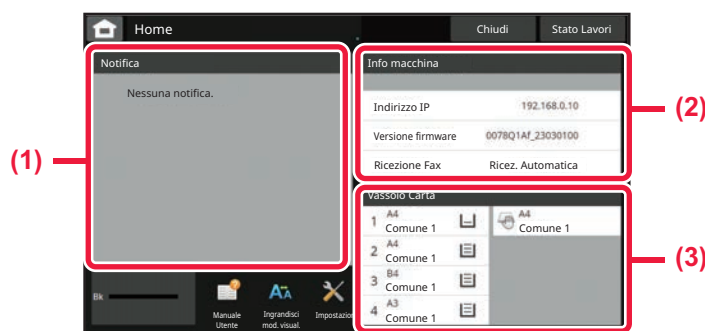 Home
Chiudi
Stato Lavori
Notifica
Nessuna notifica.
(1)
Info macchina
Indirizzo IP 192.168.0.10
Versione firmware 0078Q1Af_23030100
Ricezione Fax Ricez. Automatica
(2)
Vassolo Carta
1 A4
Comune 1
A4
Comune 1
2 A4
Comune 1
3 B4
Comune 1
4 A3
Comune 1
(3)
Bk
Manuale
Utente
Ingrandisci
mod. visual.
Impostazion